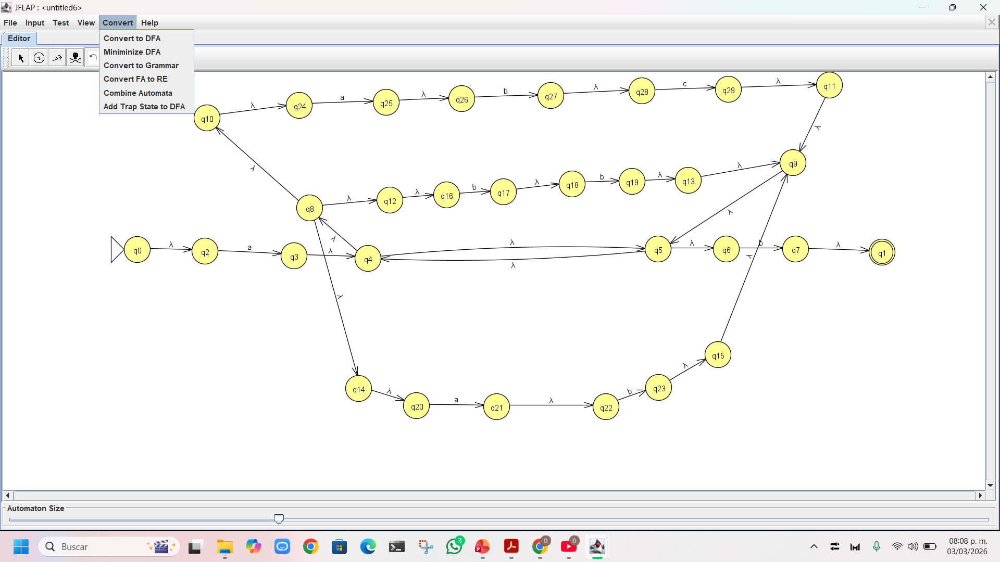 JFLAP : <untitled6>
File Input Test View Convert Help
Editor
Convert to DFA
Miniminize DFA
Convert to Grammar
Convert FA to RE
Combine Automata
Add Trap State to DFA
q10 λ q24 a q25 λ q26 b q27 λ q28 c q29 λ q11
λ
λ
q8 λ q12 λ q16 b q17 λ q18 b q19 λ q13 λ q9
λ
λ
q0 λ q2 a q3 λ q4 λ q5 λ q6 b q7 λ q1
λ
λ
λ
q14 λ q20 a q21 λ q22 b q23 λ q15
Automaton Size
Buscar
3
D
D
08:08 p. m.
03/03/2026